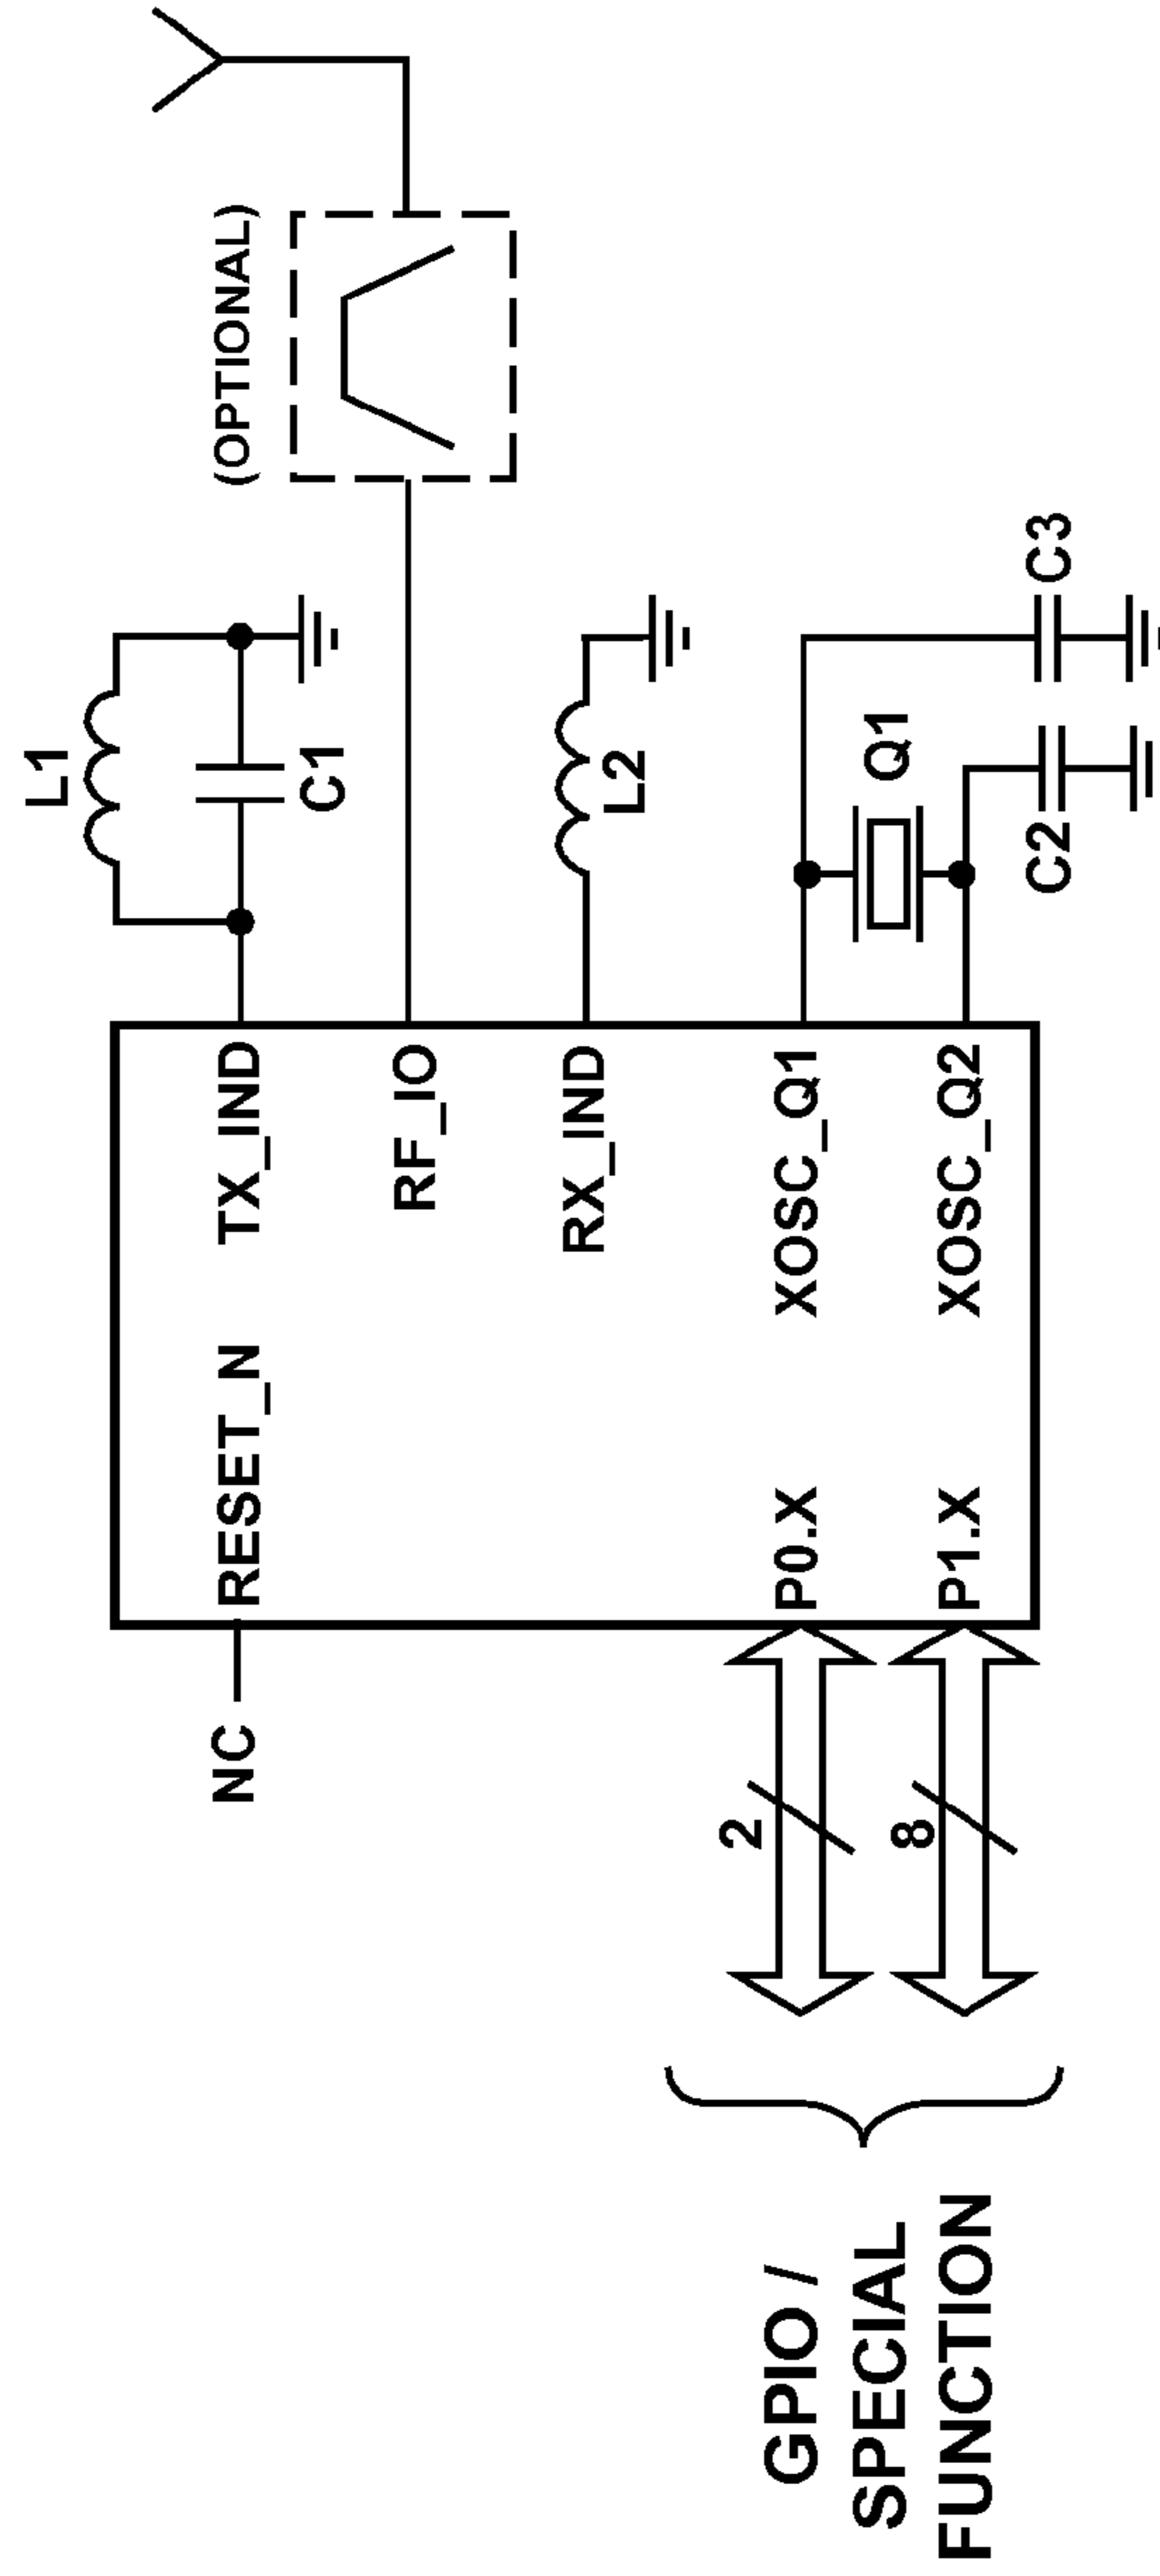 (OPTIONAL)
L1
C1
L2
Q1
C2
C3
NC
RESET_N
TX_IND
RF_IO
RX_IND
P0.X
XOSC_Q1
P1.X
XOSC_Q2
2
8
GPIO /
SPECIAL
FUNCTION